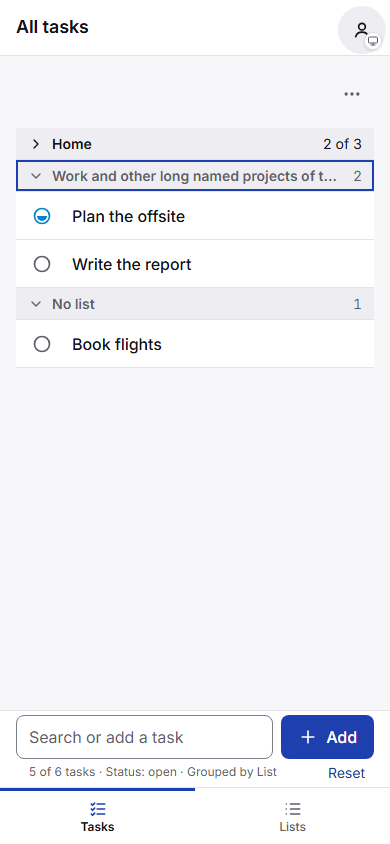 All tasks
Home 2 of 3
Work and other long named projects of t... 2
Plan the offsite
Write the report
No list 1
Book flights
Search or add a task
Add
5 of 6 tasks · Status: open · Grouped by List
Reset
Tasks
Lists